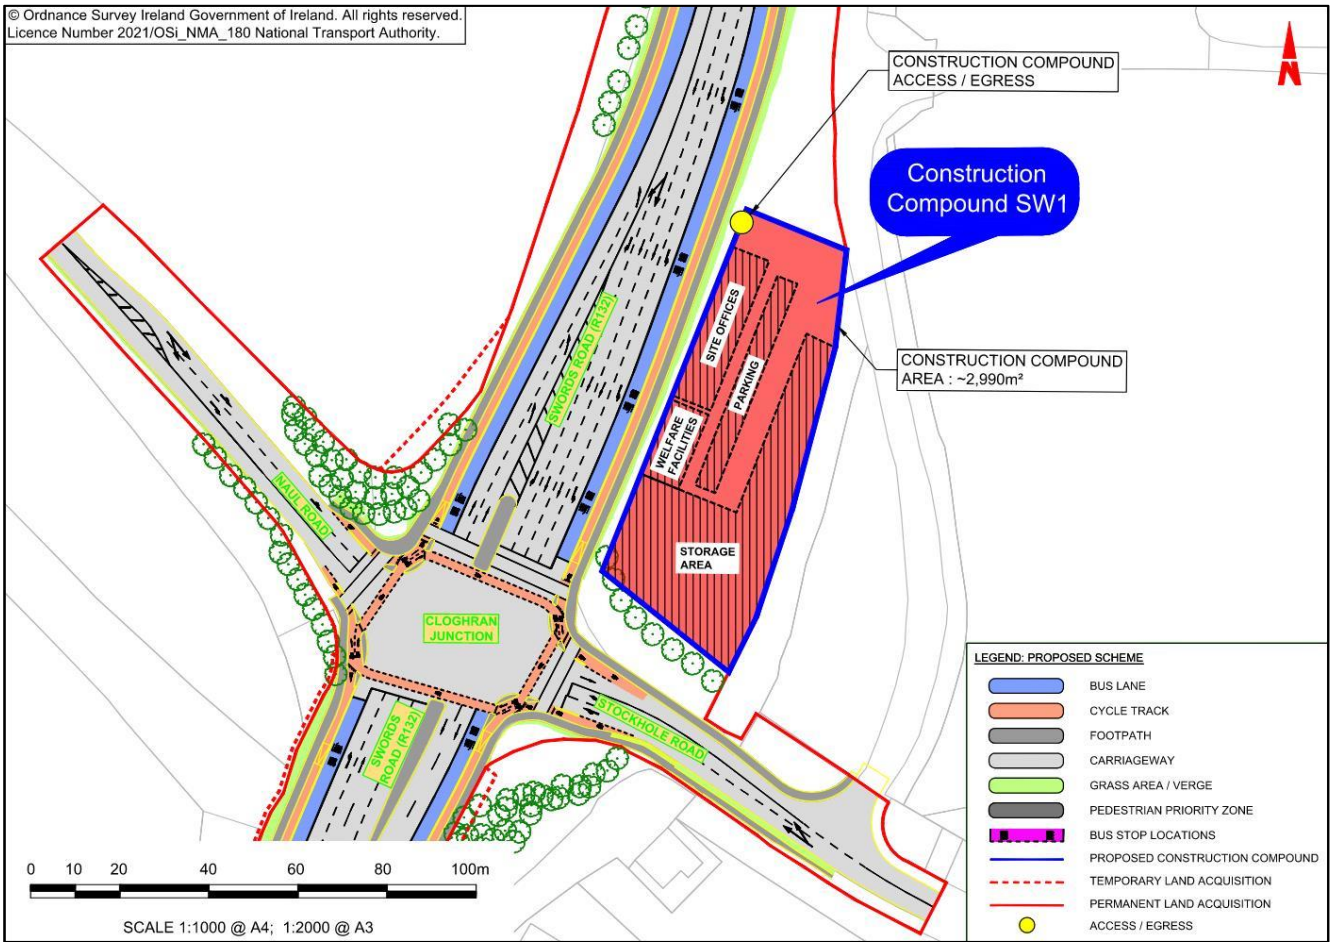 © Ordnance Survey Ireland Government of Ireland. All rights reserved.
Licence Number 2021/OSi_NMA_180 National Transport Authority.
CONSTRUCTION COMPOUND
ACCESS / EGRESS
N
Construction
Compound SW1
SITE OFFICES
SWORDS ROAD (R132)
CONSTRUCTION COMPOUND
AREA : ~2,990m²
PARKING
WELFARE
FACILITIES
NAUL ROAD
STORAGE
AREA
CLOGHRAN
JUNCTION
SWORDS
ROAD (R132)
STOCKHOLE ROAD
LEGEND: PROPOSED SCHEME
BUS LANE
CYCLE TRACK
FOOTPATH
CARRIAGEWAY
GRASS AREA / VERGE
PEDESTRIAN PRIORITY ZONE
BUS STOP LOCATIONS
PROPOSED CONSTRUCTION COMPOUND
TEMPORARY LAND ACQUISITION
PERMANENT LAND ACQUISITION
ACCESS / EGRESS
0 10 20 40 60 80 100m
SCALE 1:1000 @ A4; 1:2000 @ A3